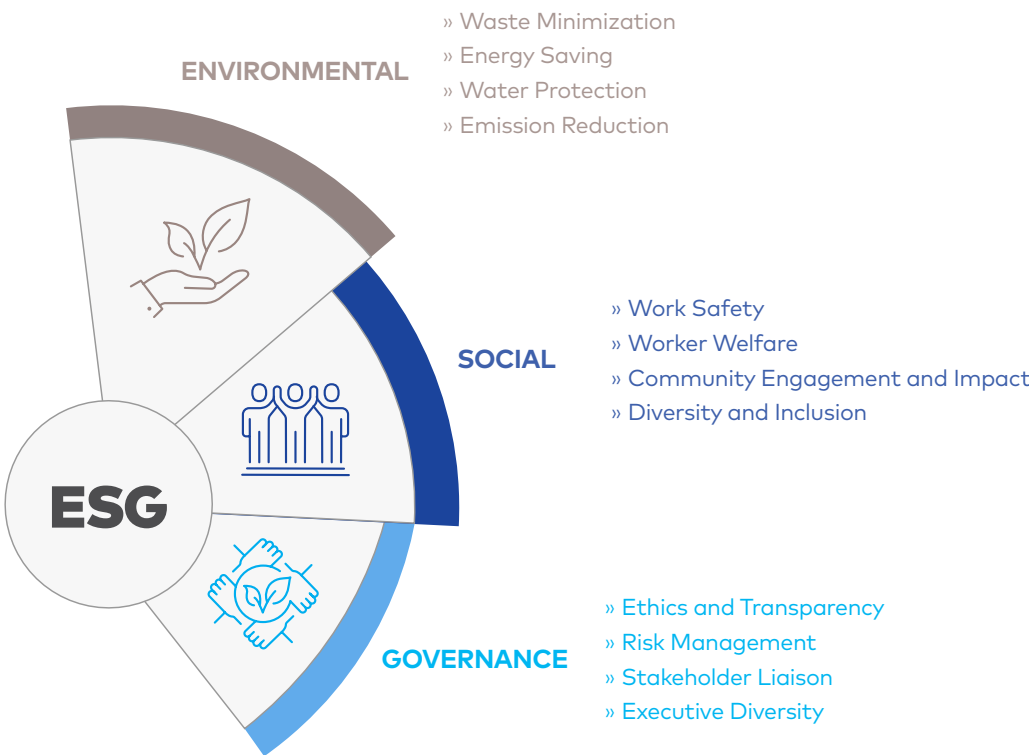 ENVIRONMENTAL
» Waste Minimization
» Energy Saving
» Water Protection
» Emission Reduction
SOCIAL
» Work Safety
» Worker Welfare
» Community Engagement and Impact
» Diversity and Inclusion
ESG
GOVERNANCE
» Ethics and Transparency
» Risk Management
» Stakeholder Liaison
» Executive Diversity